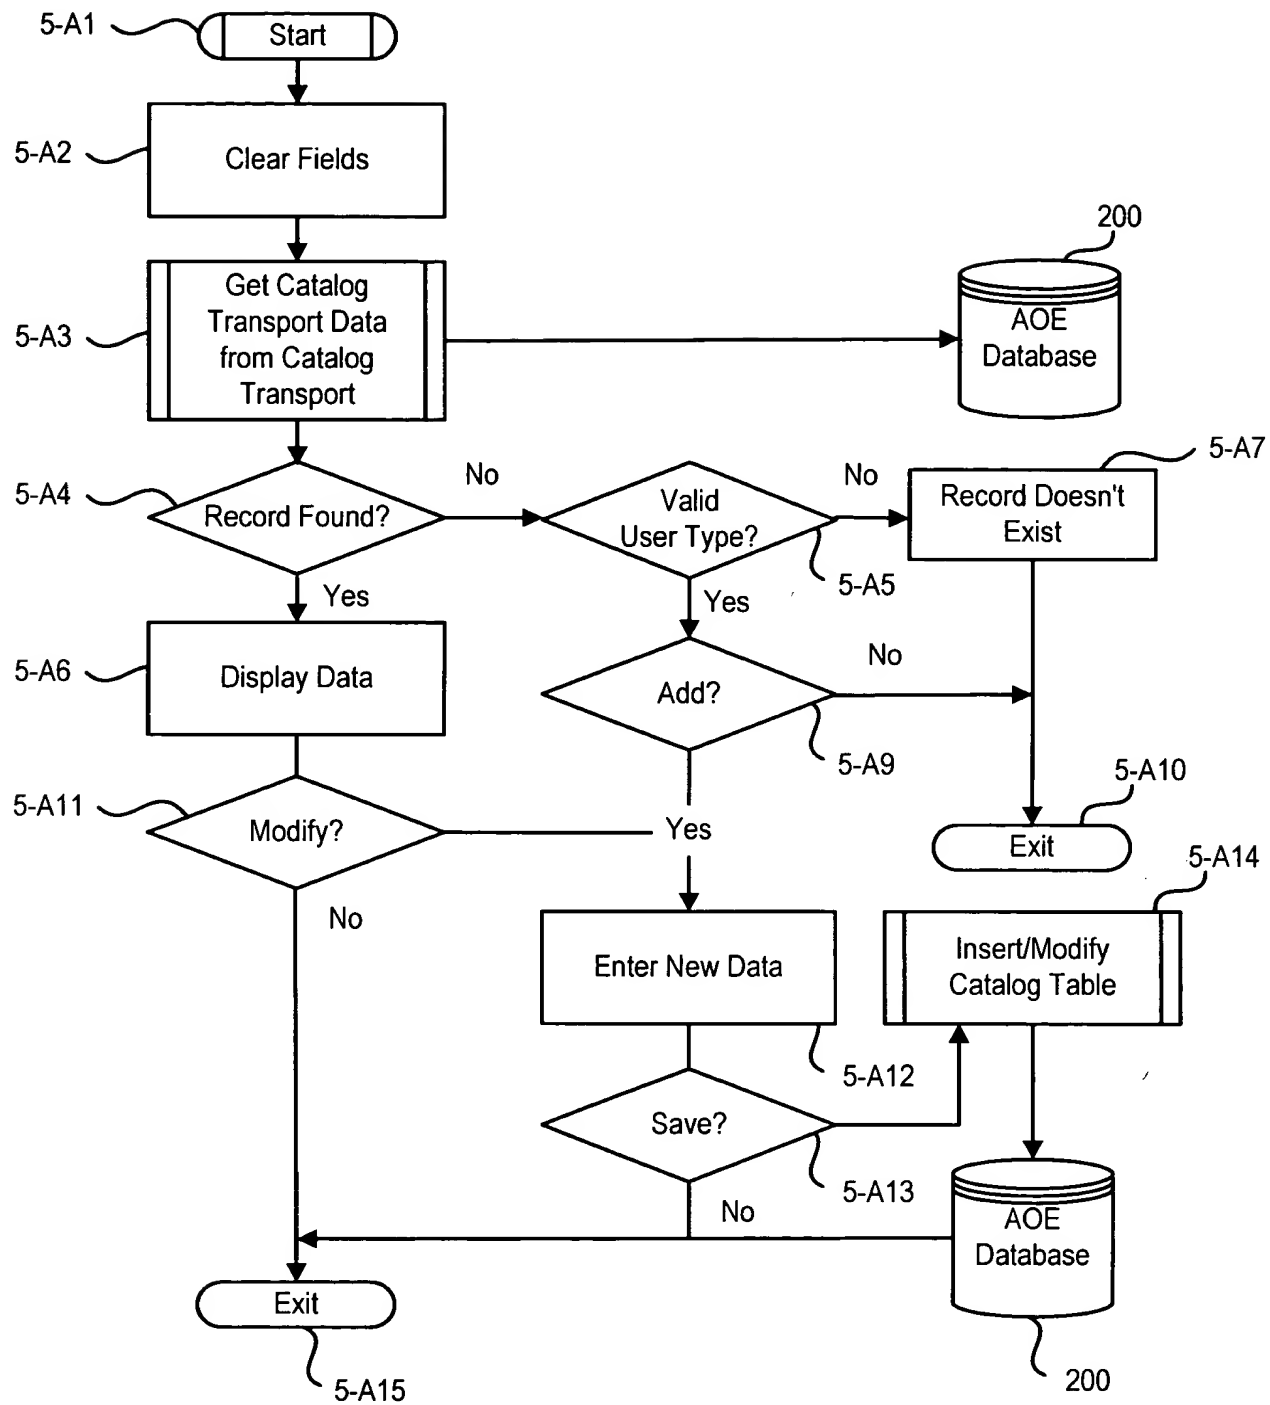 5-A1
Start
5-A2
Clear Fields
200
5-A3
Get Catalog
Transport Data
from Catalog
Transport
AOE
Database
5-A4
Record Found?
No
Valid
User Type?
No
5-A7
Record Doesn't
Exist
5-A5
Yes
Yes
5-A6
Display Data
Add?
No
5-A9
5-A10
Exit
5-A11
Modify?
Yes
No
5-A14
Insert/Modify
Catalog Table
Enter New Data
5-A12
Save?
5-A13
No
AOE
Database
Exit
5-A15
200